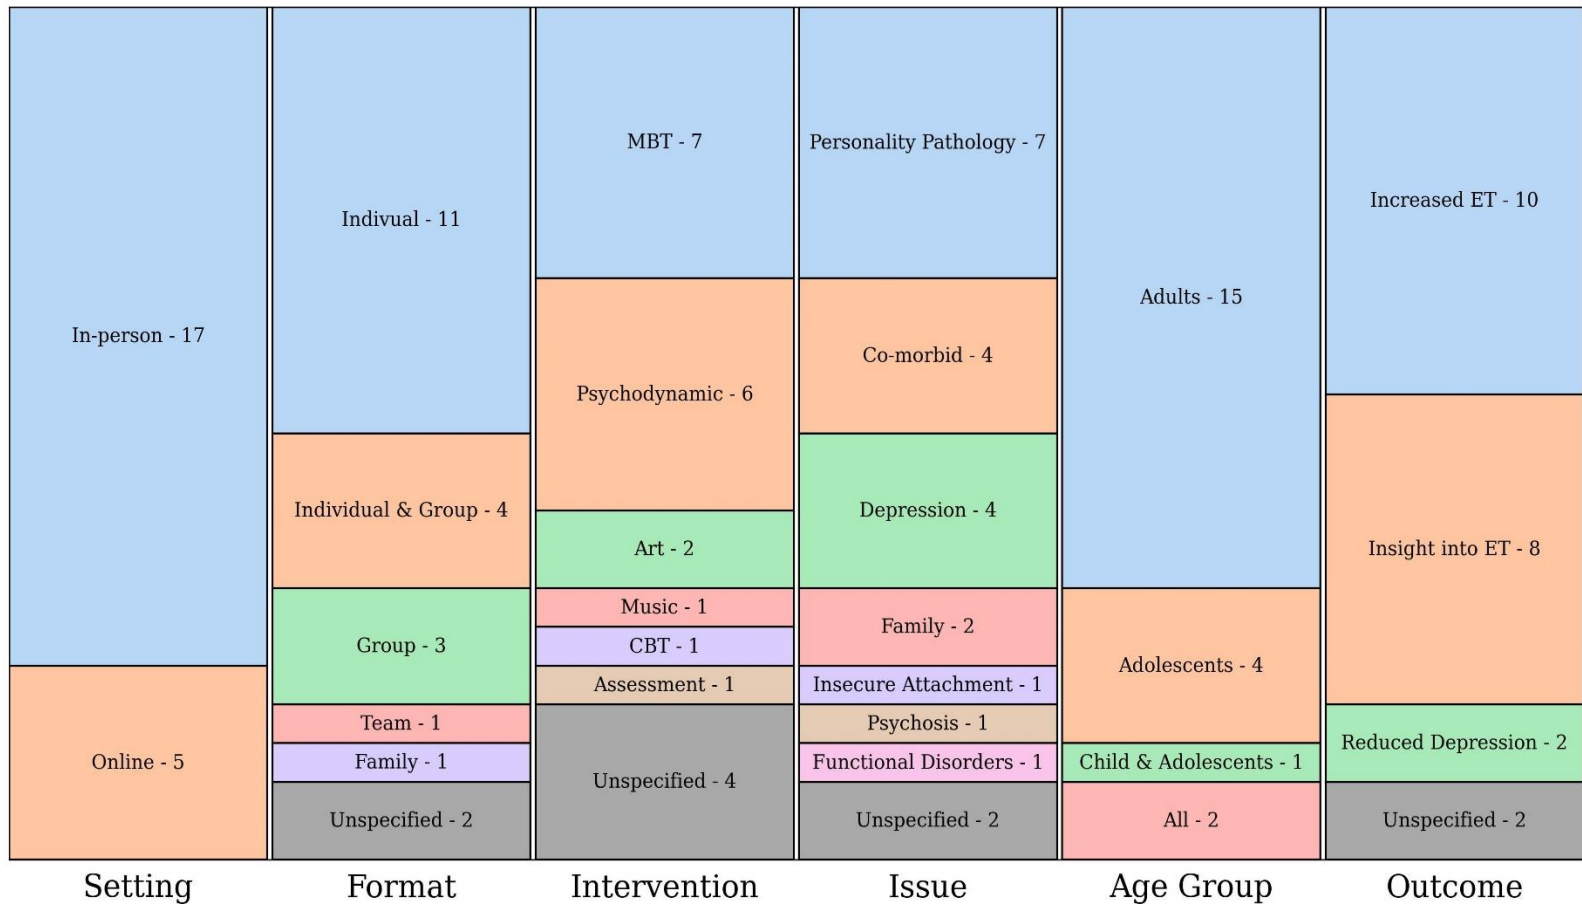 In-person - 17
Online - 5
Setting
Indivual - 11
Individual & Group - 4
Group - 3
Team - 1
Family - 1
Unspecified - 2
Format
MBT - 7
Psychodynamic - 6
Art - 2
Music - 1
CBT - 1
Assessment - 1
Unspecified - 4
Intervention
Personality Pathology - 7
Co-morbid - 4
Depression - 4
Family - 2
Insecure Attachment - 1
Psychosis - 1
Functional Disorders - 1
Unspecified - 2
Issue
Adults - 15
Adolescents - 4
Child & Adolescents - 1
All - 2
Age Group
Increased ET - 10
Insight into ET - 8
Reduced Depression - 2
Unspecified - 2
Outcome